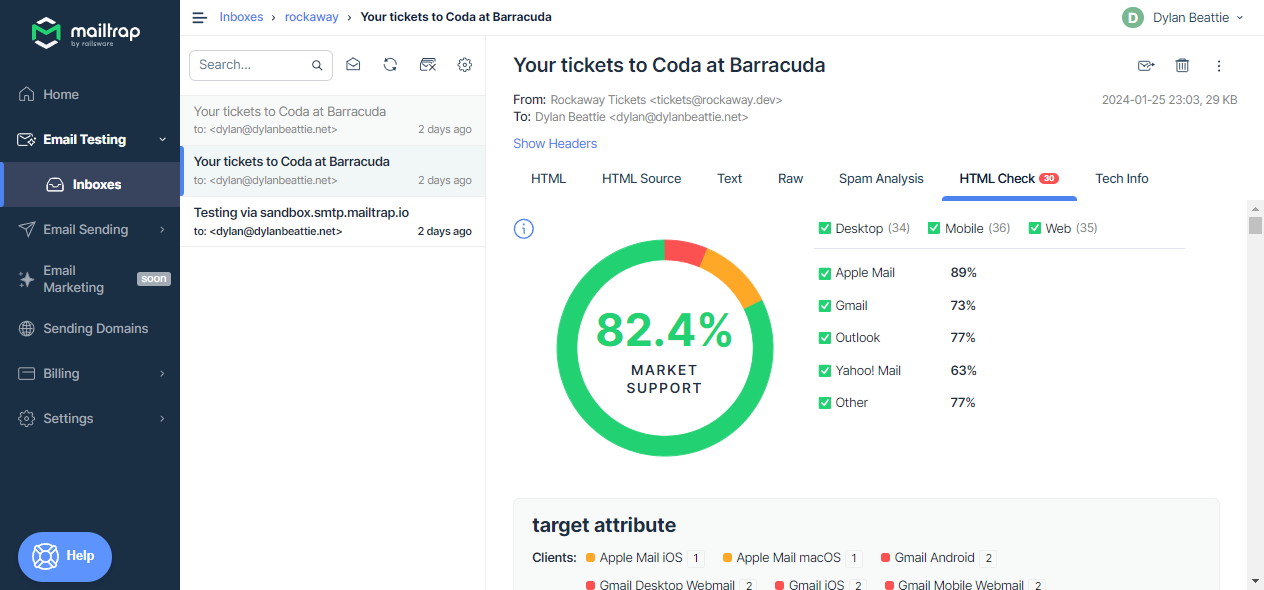 mailtrap
by railsware
Home
Email Testing
Inboxes
Email Sending
Email
Marketing
soon
Sending Domains
Billing
Settings
Help
Inboxes › rockaway › Your tickets to Coda at Barracuda
D Dylan Beattie
Search...
Your tickets to Coda at Barracuda
to: <dylan@dylanbeattie.net> 2 days ago
Your tickets to Coda at Barracuda
to: <dylan@dylanbeattie.net> 2 days ago
Testing via sandbox.smtp.mailtrap.io
to: <dylan@dylanbeattie.net> 2 days ago
Your tickets to Coda at Barracuda
From: Rockaway Tickets <tickets@rockaway.dev> 2024-01-25 23:03, 29 KB
To: Dylan Beattie <dylan@dylanbeattie.net>
Show Headers
HTML HTML Source Text Raw Spam Analysis HTML Check 30 Tech Info
82.4%
MARKET
SUPPORT
Desktop (34) Mobile (36) Web (35)
Apple Mail 89%
Gmail 73%
Outlook 77%
Yahoo! Mail 63%
Other 77%
target attribute
Clients: Apple Mail iOS 1 Apple Mail macOS 1 Gmail Android 2
Gmail Desktop Webmail 2 Gmail iOS 2 Gmail Mobile Webmail 2